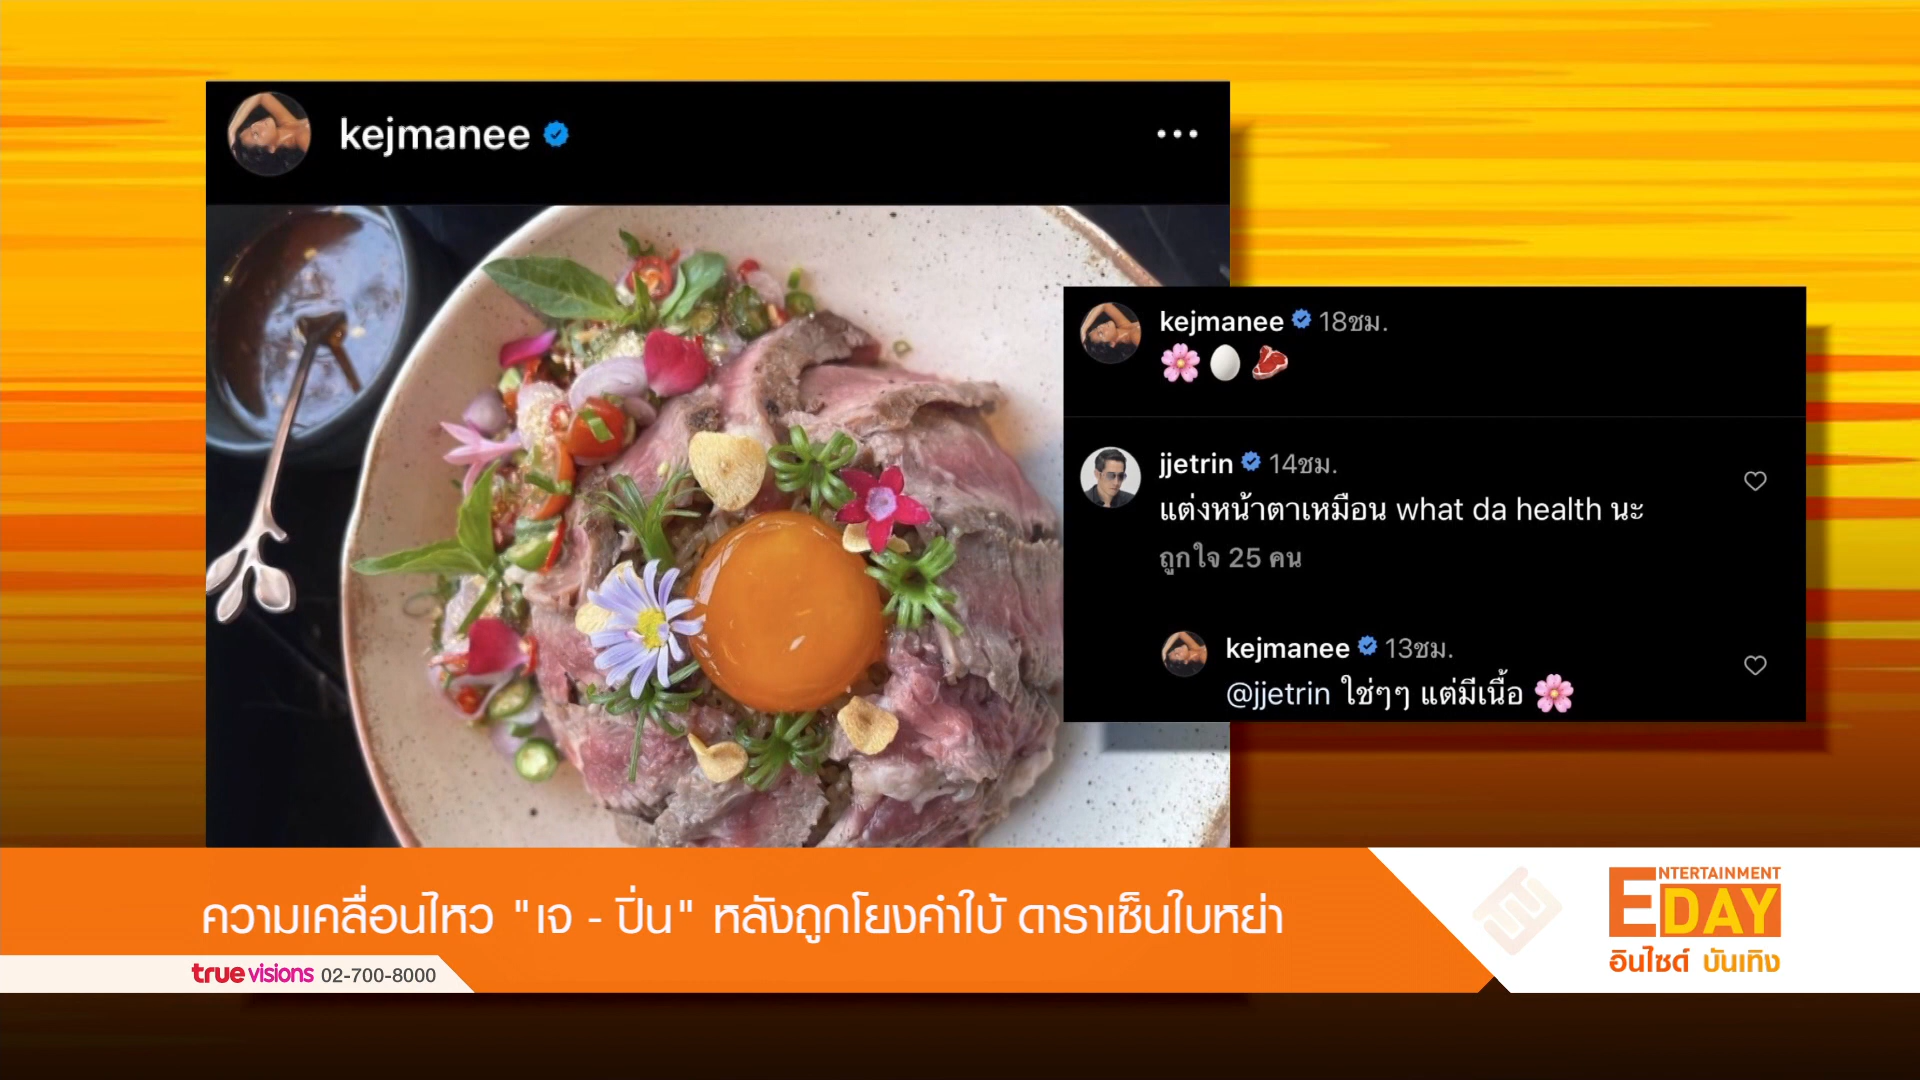 kejmanee
kejmanee 18ชม.
🌸🥚🥩
jjetrin 14ชม.
แต่งหน้าตาเหมือน what da health นะ
ถูกใจ 25 คน
kejmanee 13ชม.
@jjetrin ใช่ๆๆ แต่มีเนื้อ 🌸
ความเคลื่อนไหว "เจ - ปิ่น" หลังถูกโยงคำใบ้ ดาราเซ็นใบหย่า
truevisions 02-700-8000
ENTERTAINMENT
DAY
อินไซด์ บันเทิง